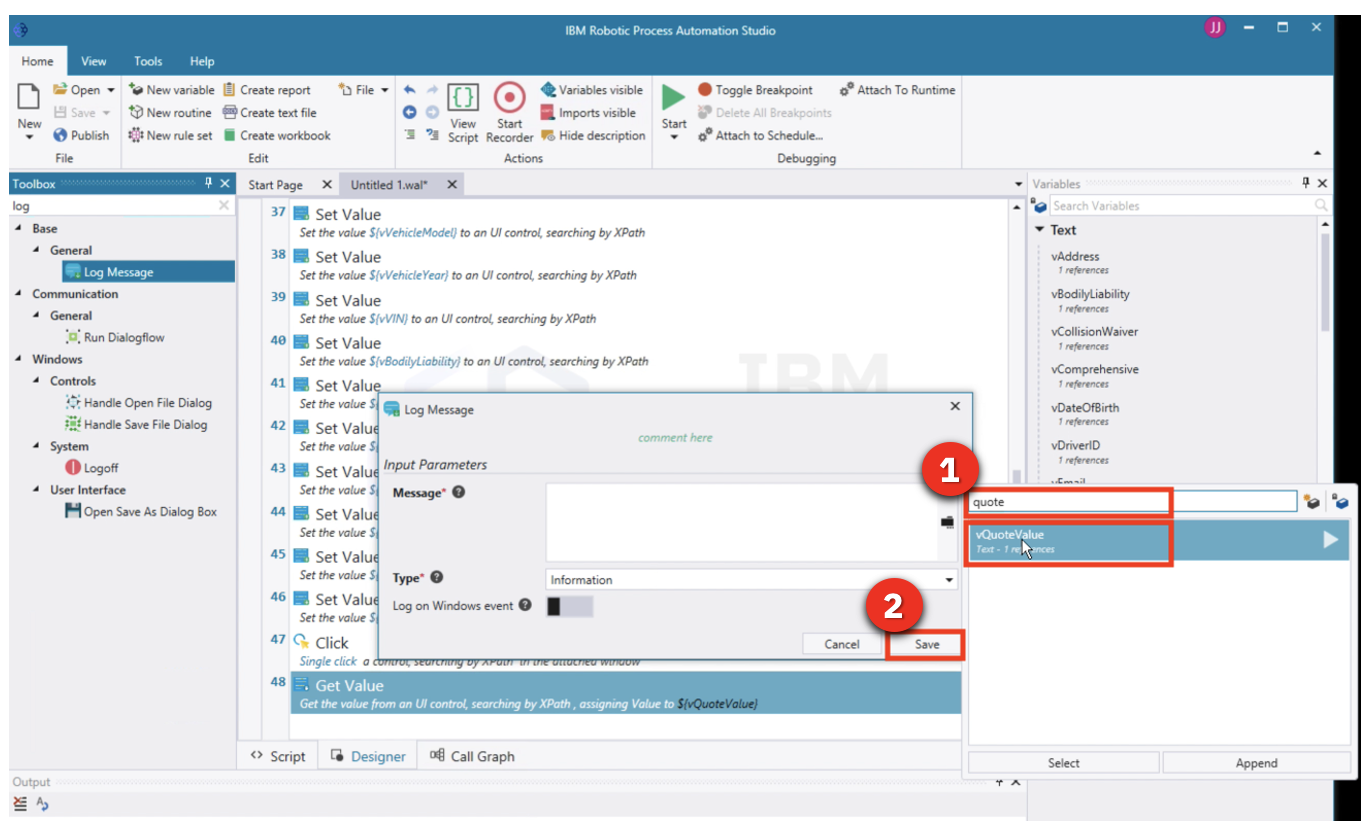 IBM Robotic Process Automation Studio
JJ
Home View Tools Help
New
Open
Save
Publish
File
New variable
New routine
New rule set
Create report
Create text file
Create workbook
File
Edit
View Script
Start Recorder
Variables visible
Imports visible
Hide description
Actions
Start
Toggle Breakpoint
Delete All Breakpoints
Attach to Schedule...
Attach To Runtime
Debugging
Toolbox
log
Base
General
Log Message
Communication
General
Run Dialogflow
Windows
Controls
Handle Open File Dialog
Handle Save File Dialog
System
Logoff
User Interface
Open Save As Dialog Box
Start Page
Untitled 1.wal*
37 Set Value
Set the value ${vVehicleModel} to an UI control, searching by XPath
38 Set Value
Set the value ${vVehicleYear} to an UI control, searching by XPath
39 Set Value
Set the value ${vVIN} to an UI control, searching by XPath
40 Set Value
Set the value ${vBodilyLiability} to an UI control, searching by XPath
IBM
41 Set Value
Set the value $
42 Set Value
Set the value $
43 Set Value
Set the value $
44 Set Value
Set the value $
45 Set Value
Set the value $
46 Set Value
Set the value $
47 Click
Single click a control, searching by XPath in the attached window
48 Get Value
Get the value from an UI control, searching by XPath , assigning Value to ${vQuoteValue}
Script
Designer
Call Graph
Output
Log Message
comment here
Input Parameters
Message*
Type*
Information
Log on Windows event
Cancel
Save
1
2
Variables
Search Variables
Text
vAddress
1 references
vBodilyLiability
1 references
vCollisionWaiver
1 references
vComprehensive
1 references
vDateOfBirth
1 references
vDriverID
1 references
vEmail
quote
vQuoteValue
Text - 1 references
Select
Append